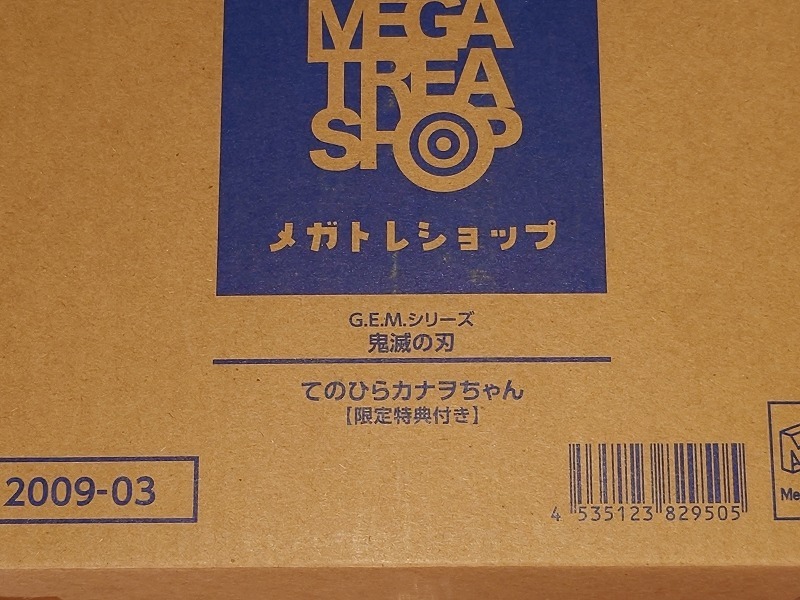 MEGA
TREA
SHOP
メガトレショップ
G.E.M.シリーズ
鬼滅の刃
てのひらカナヲちゃん
【限定特典付き】
2009-03
4 535123 829505
Me